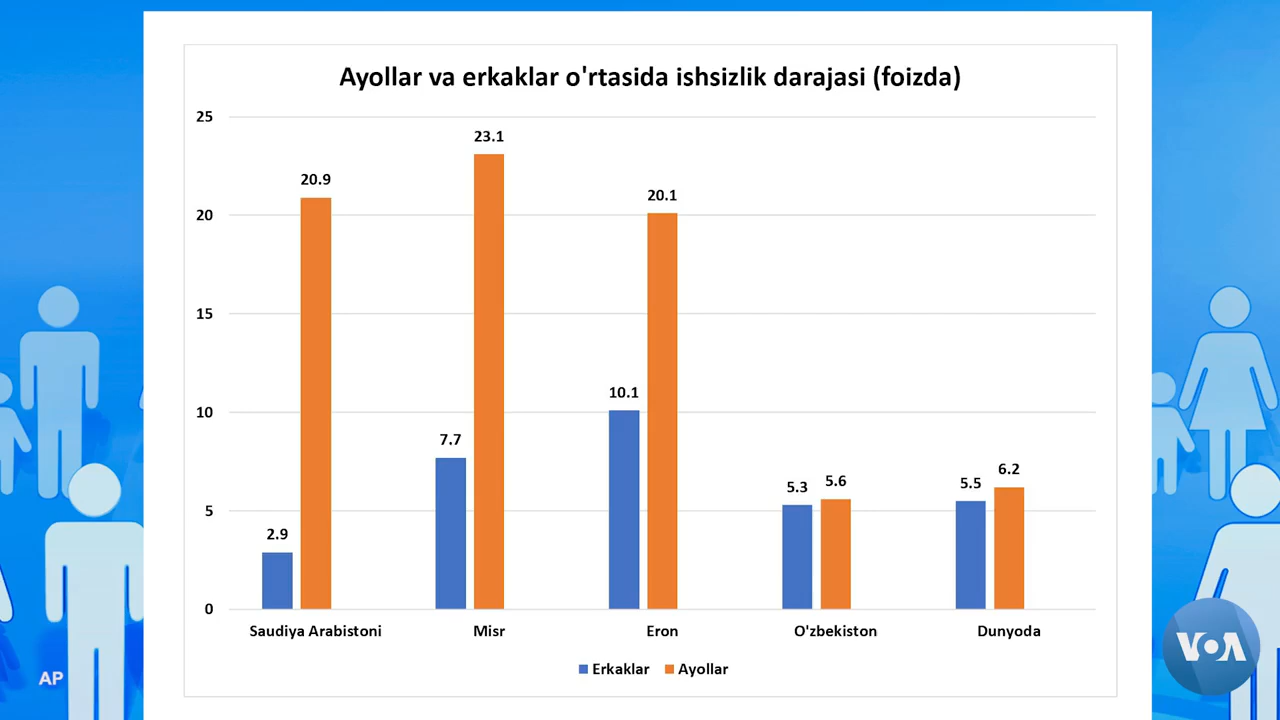 Ayollar va erkaklar o'rtasida ishsizlik darajasi (foizda)
25
20
15
10
5
0
2.9
20.9
7.7
23.1
10.1
20.1
5.3
5.6
5.5
6.2
Saudiya Arabistoni
Misr
Eron
O'zbekiston
Dunyoda
Erkaklar
Ayollar
AP
VOA